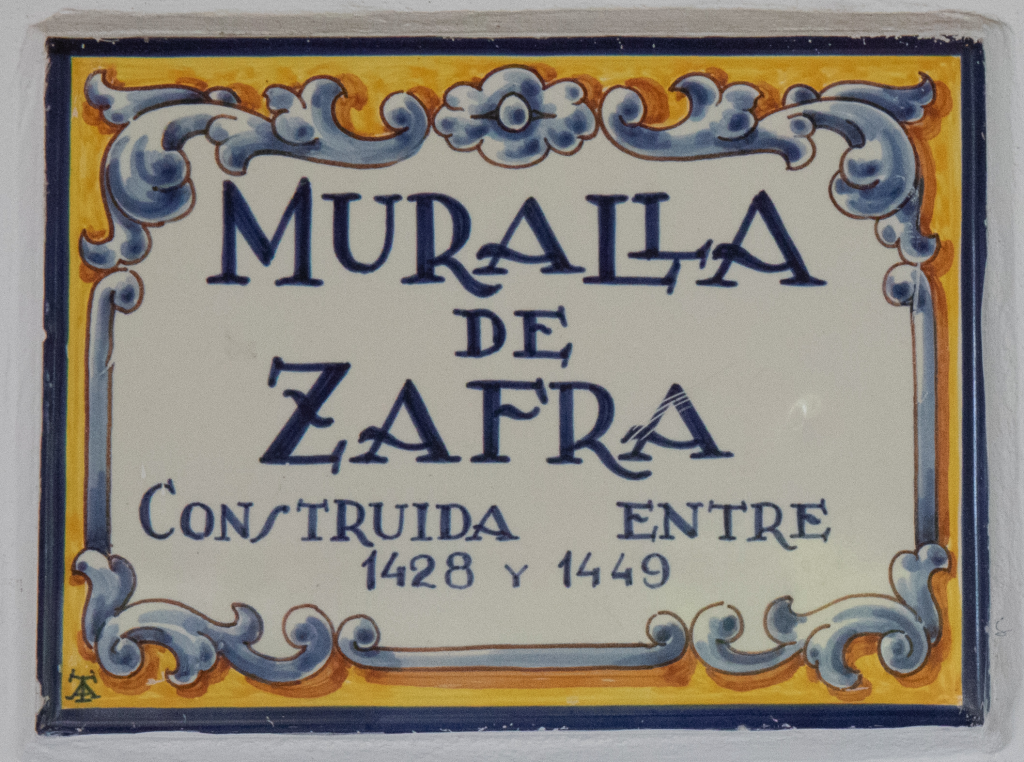 MURALLA
DE
ZAFRA
CONSTRUIDA ENTRE
1428 Y 1449